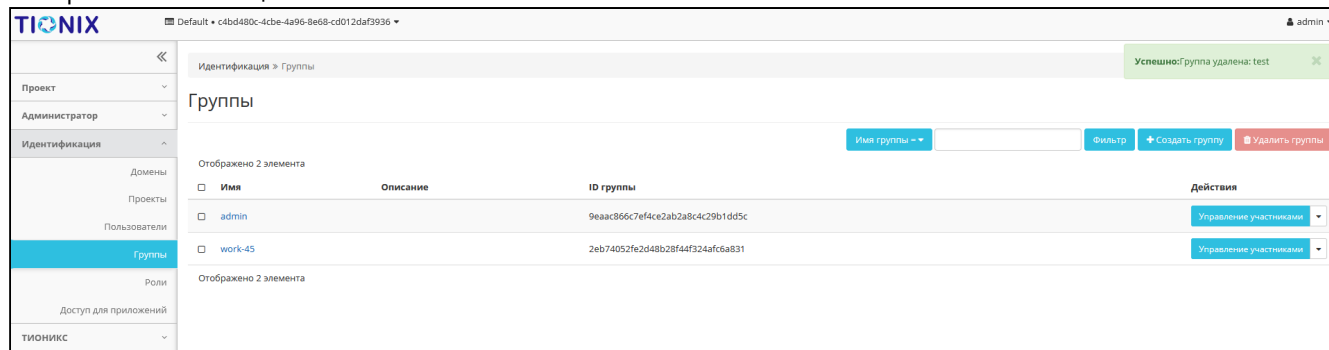 TIONIX
Default • c4bd480c-4cbe-4a96-8e68-cd012daf3936
admin
Идентификация » Группы
Успешно:Группа удалена: test
Проект
Администратор
Идентификация
Домены
Проекты
Пользователи
Группы
Роли
Доступ для приложений
ТИОНИКС
Группы
Имя группы =
Фильтр
Создать группу
Удалить группы
Отображено 2 элемента
Имя Описание ID группы Действия
admin 9eaac866c7ef4ce2ab2a8c4c29b1dd5c Управление участниками
work-45 2eb74052fe2d48b28f44f324afc6a831 Управление участниками
Отображено 2 элемента